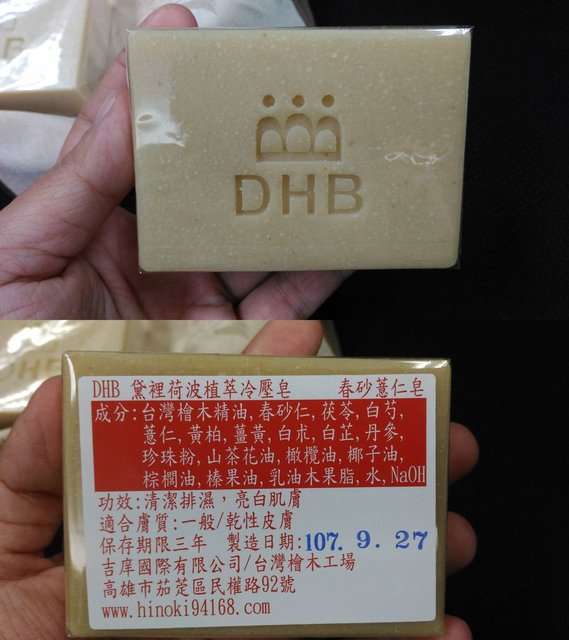 DHB
DHB 黛裡荷波植萃冷壓皂 春砂薏仁皂
成分:台灣檜木精油,春砂仁,茯苓,白芍,
薏仁,黃柏,薑黃,白朮,白芷,丹參,
珍珠粉,山茶花油,橄欖油,椰子油,
棕櫚油,榛果油,乳油木果脂,水,NaOH
功效:清潔排濕,亮白肌膚
適合膚質:一般/乾性皮膚
保存期限三年 製造日期:107.9.27
吉庠國際有限公司/台灣檜木工場
高雄市茄萣區民權路92號
www.hinoki94168.com